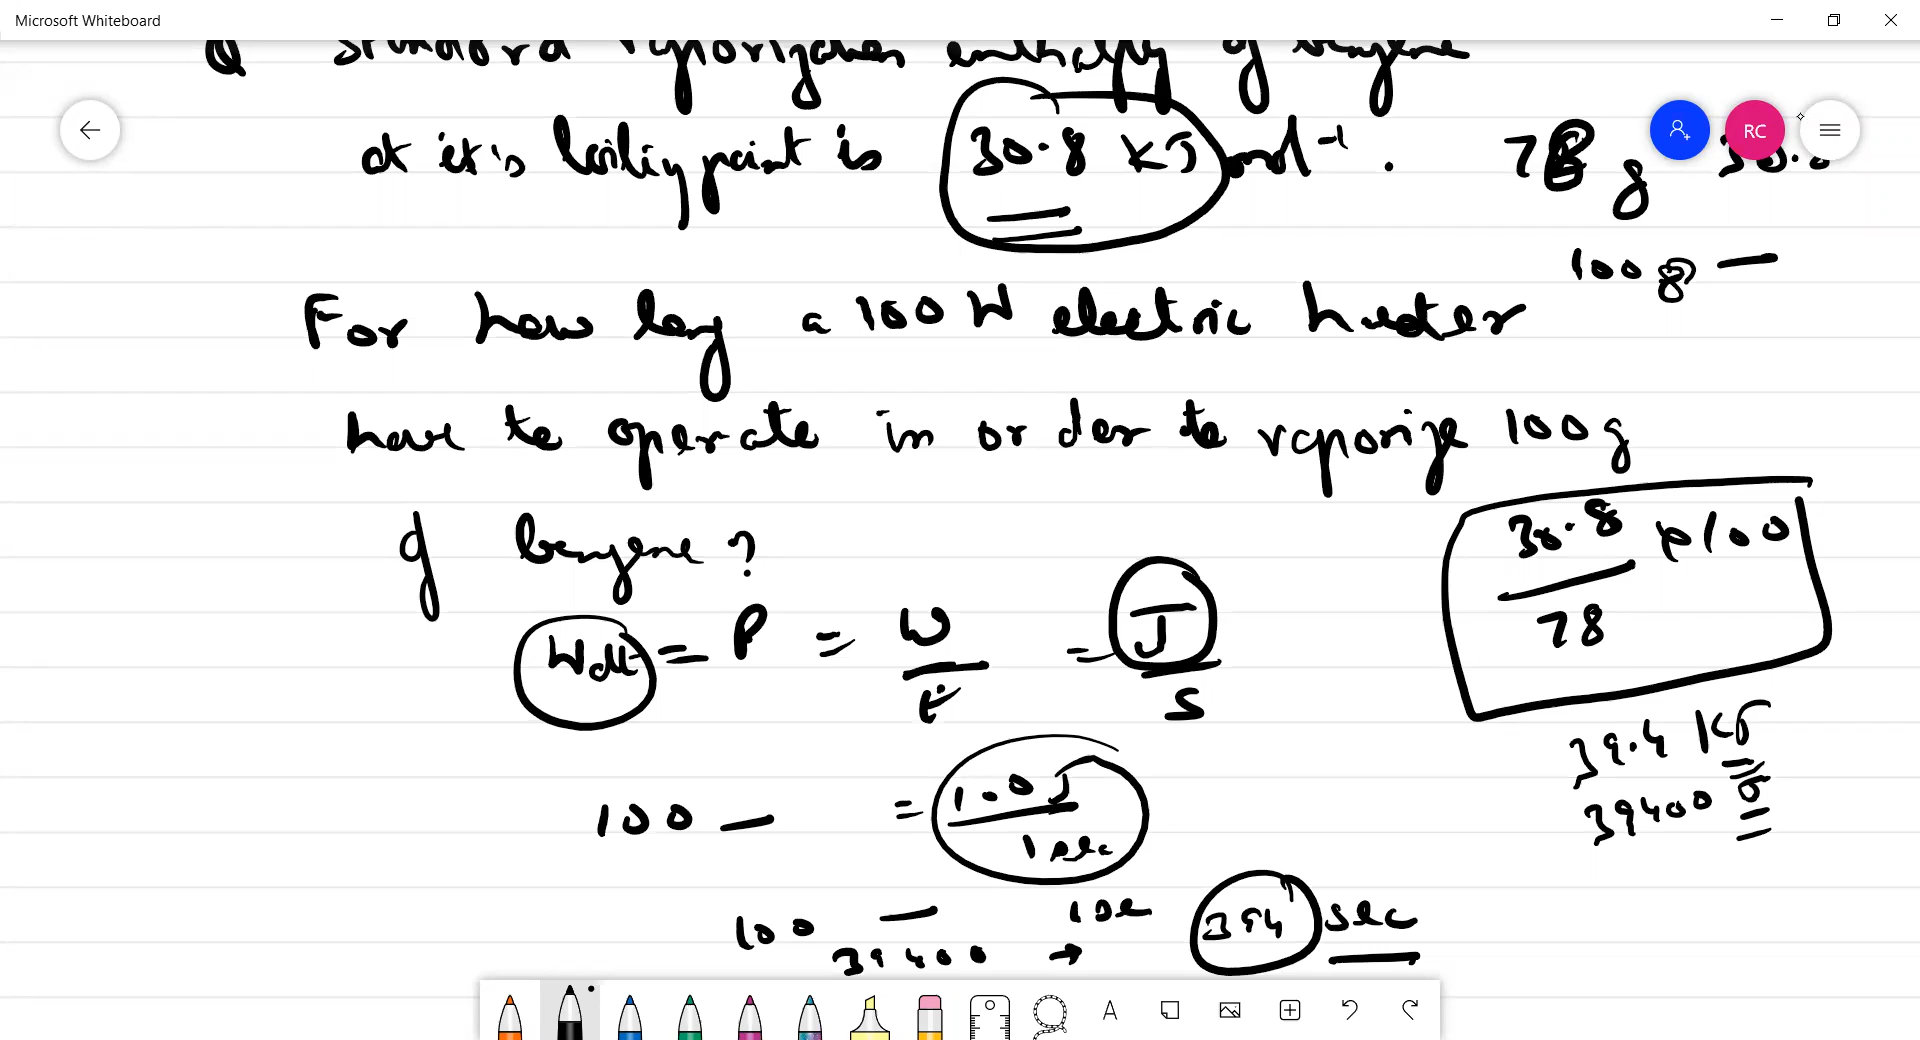 Microsoft Whiteboard
Q standard vaporization enthalpy of benzene
at it's boiling point is 30.8 KJ mol⁻¹.
78 g 30.8
100 g —
RC
For how long a 100 W electric heater
have to operate in order to vaporize 100g
of benzene?
30.8 × 100
78
Watt = P = W/t = J/s
39.4 KJ
39400 J
100 — = 100J / 1 sec
100 — 1 sec
39400 → 394 sec
A